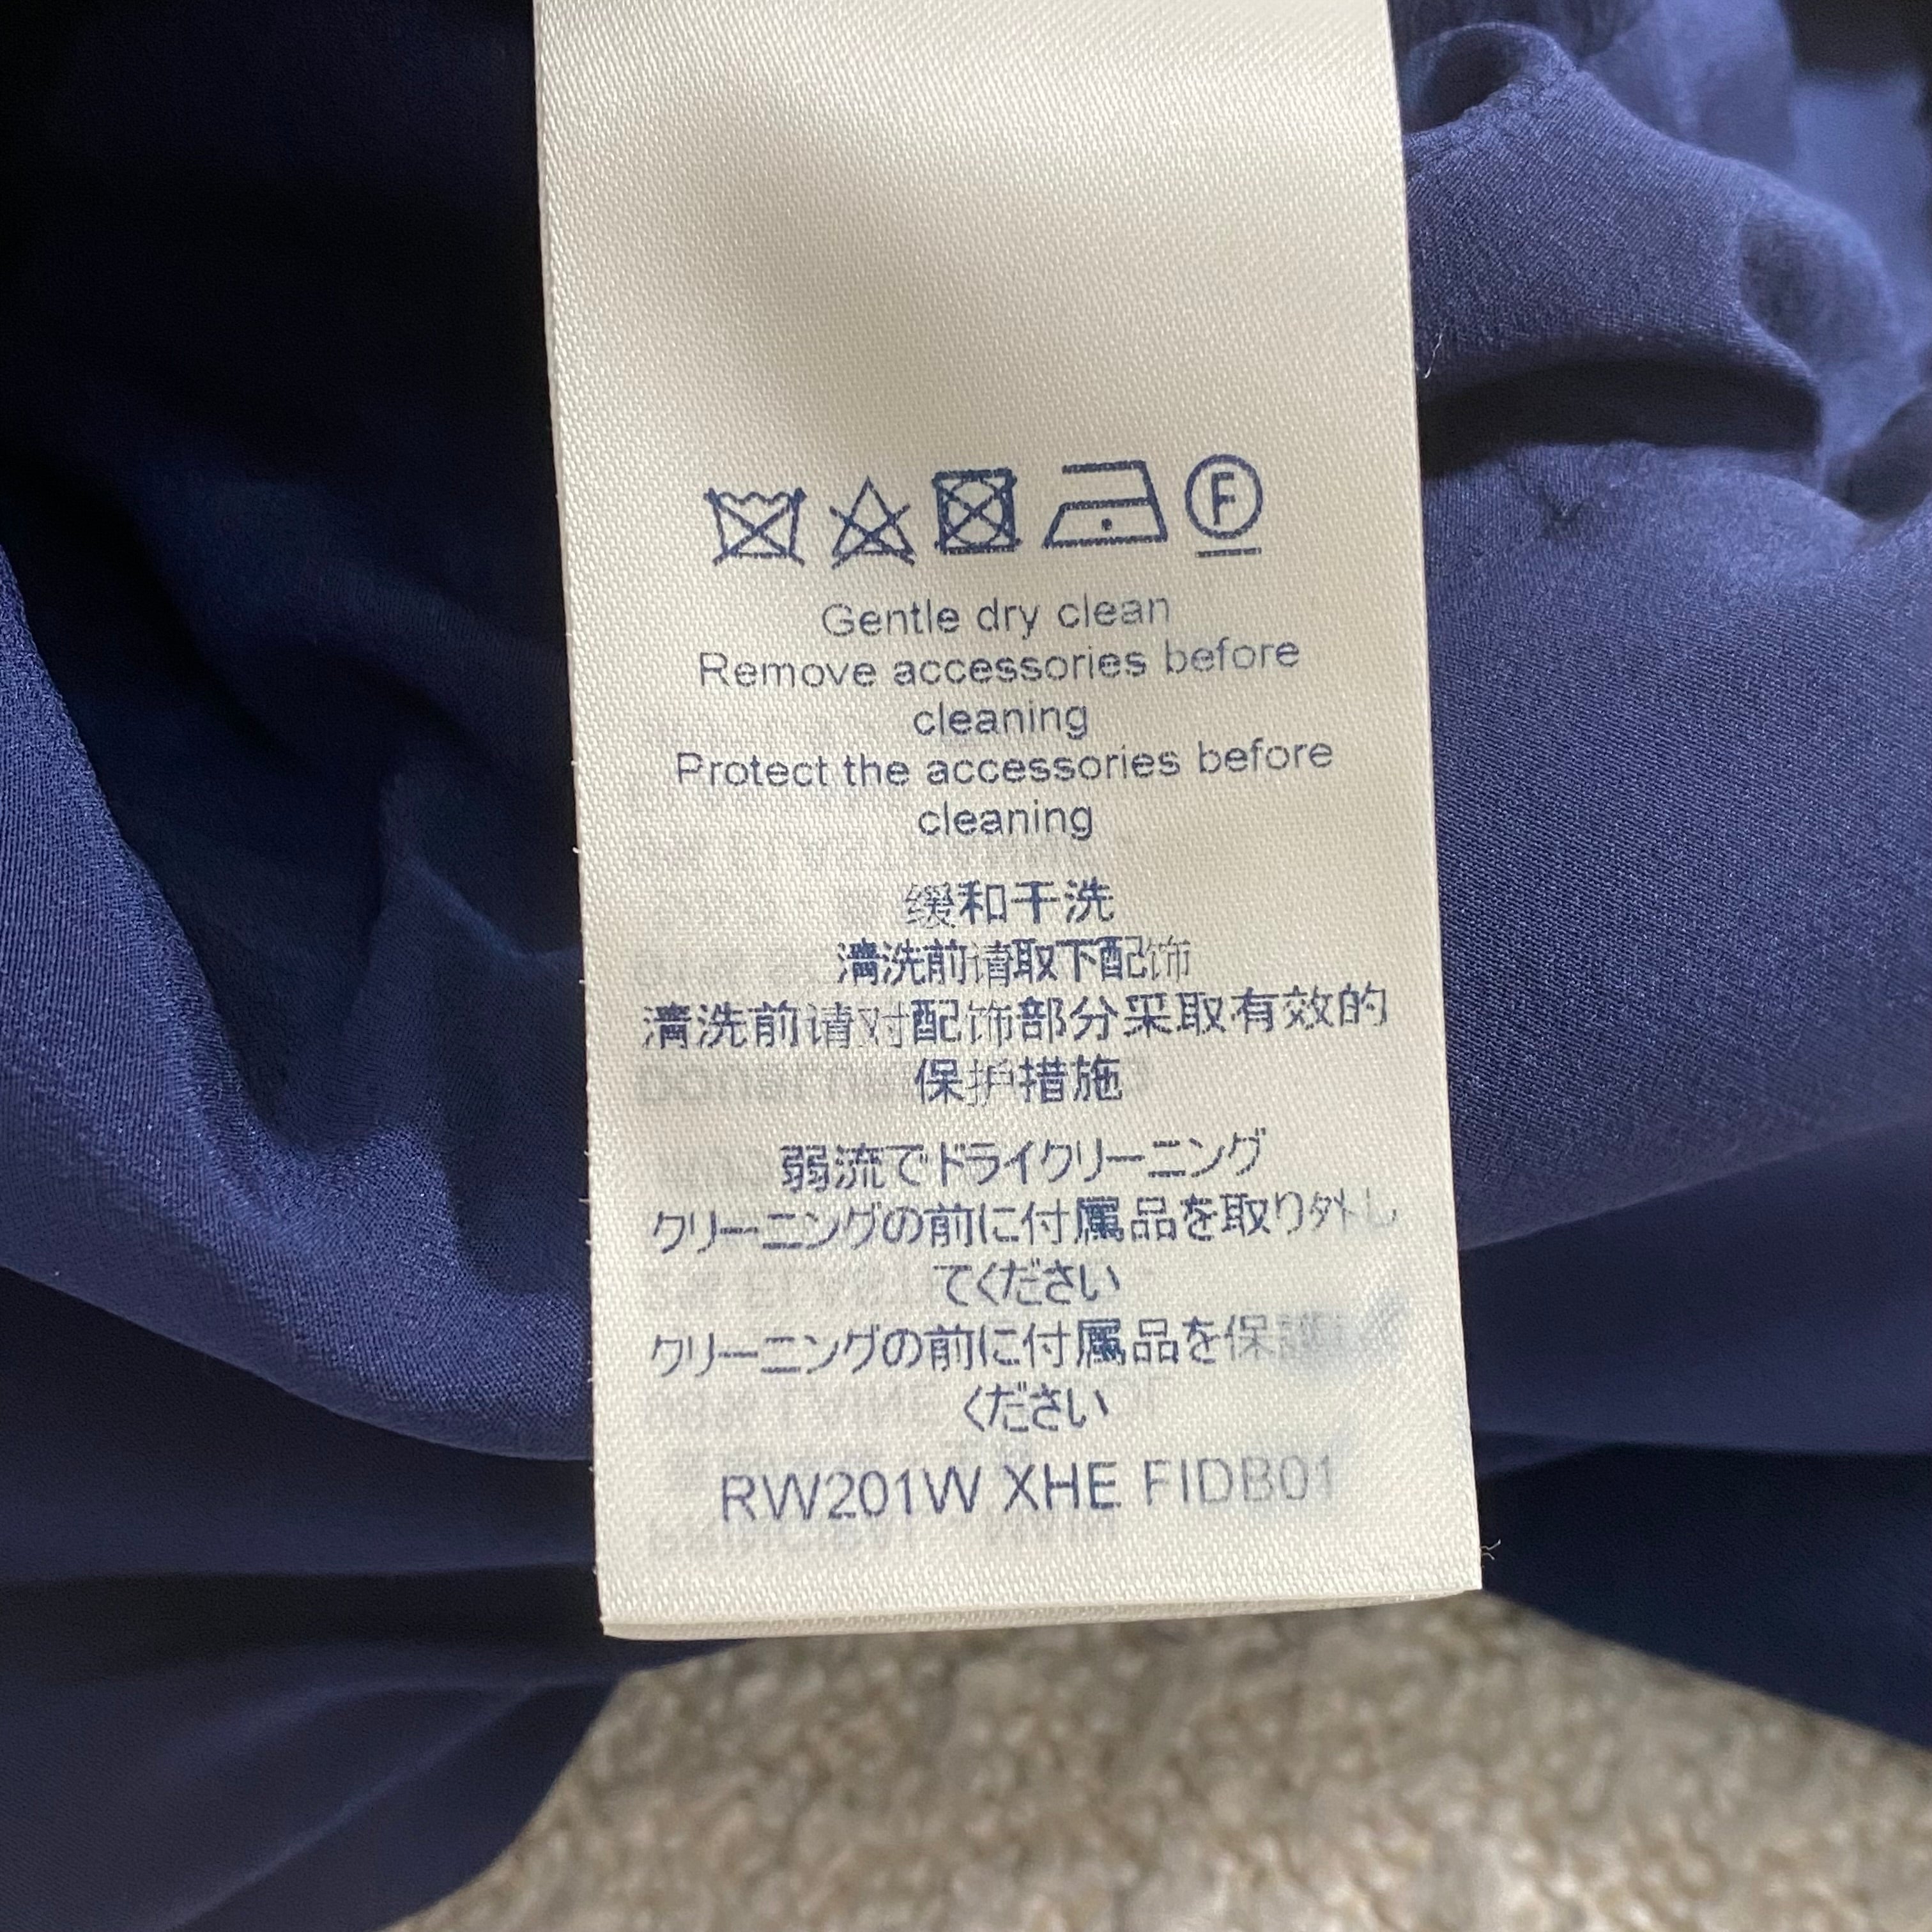 F
Gentle dry clean
Remove accessories before
cleaning
Protect the accessories before
cleaning
缓和干洗
清洗前请取下配饰
清洗前请对配饰部分采取有效的
保护措施
弱流でドライクリーニング
クリーニングの前に付属品を取り外し
てください
クリーニングの前に付属品を保護
ください
RW201W XHE FIDB01